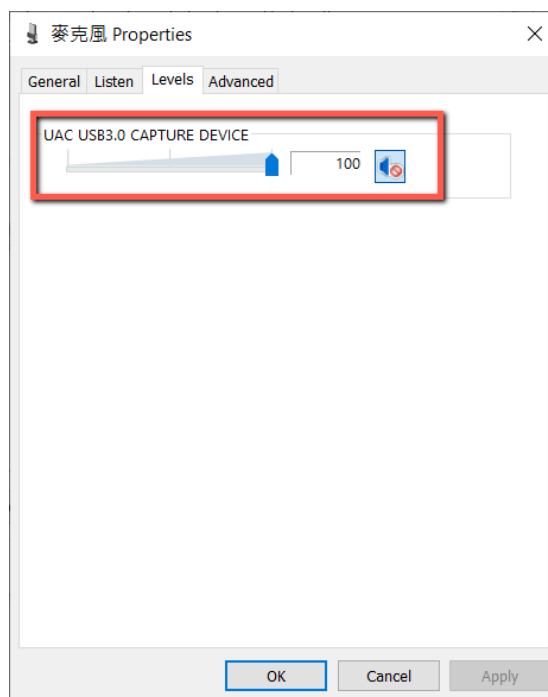 麥克風 Properties
General Listen Levels Advanced
UAC USB3.0 CAPTURE DEVICE
100
OK Cancel Apply